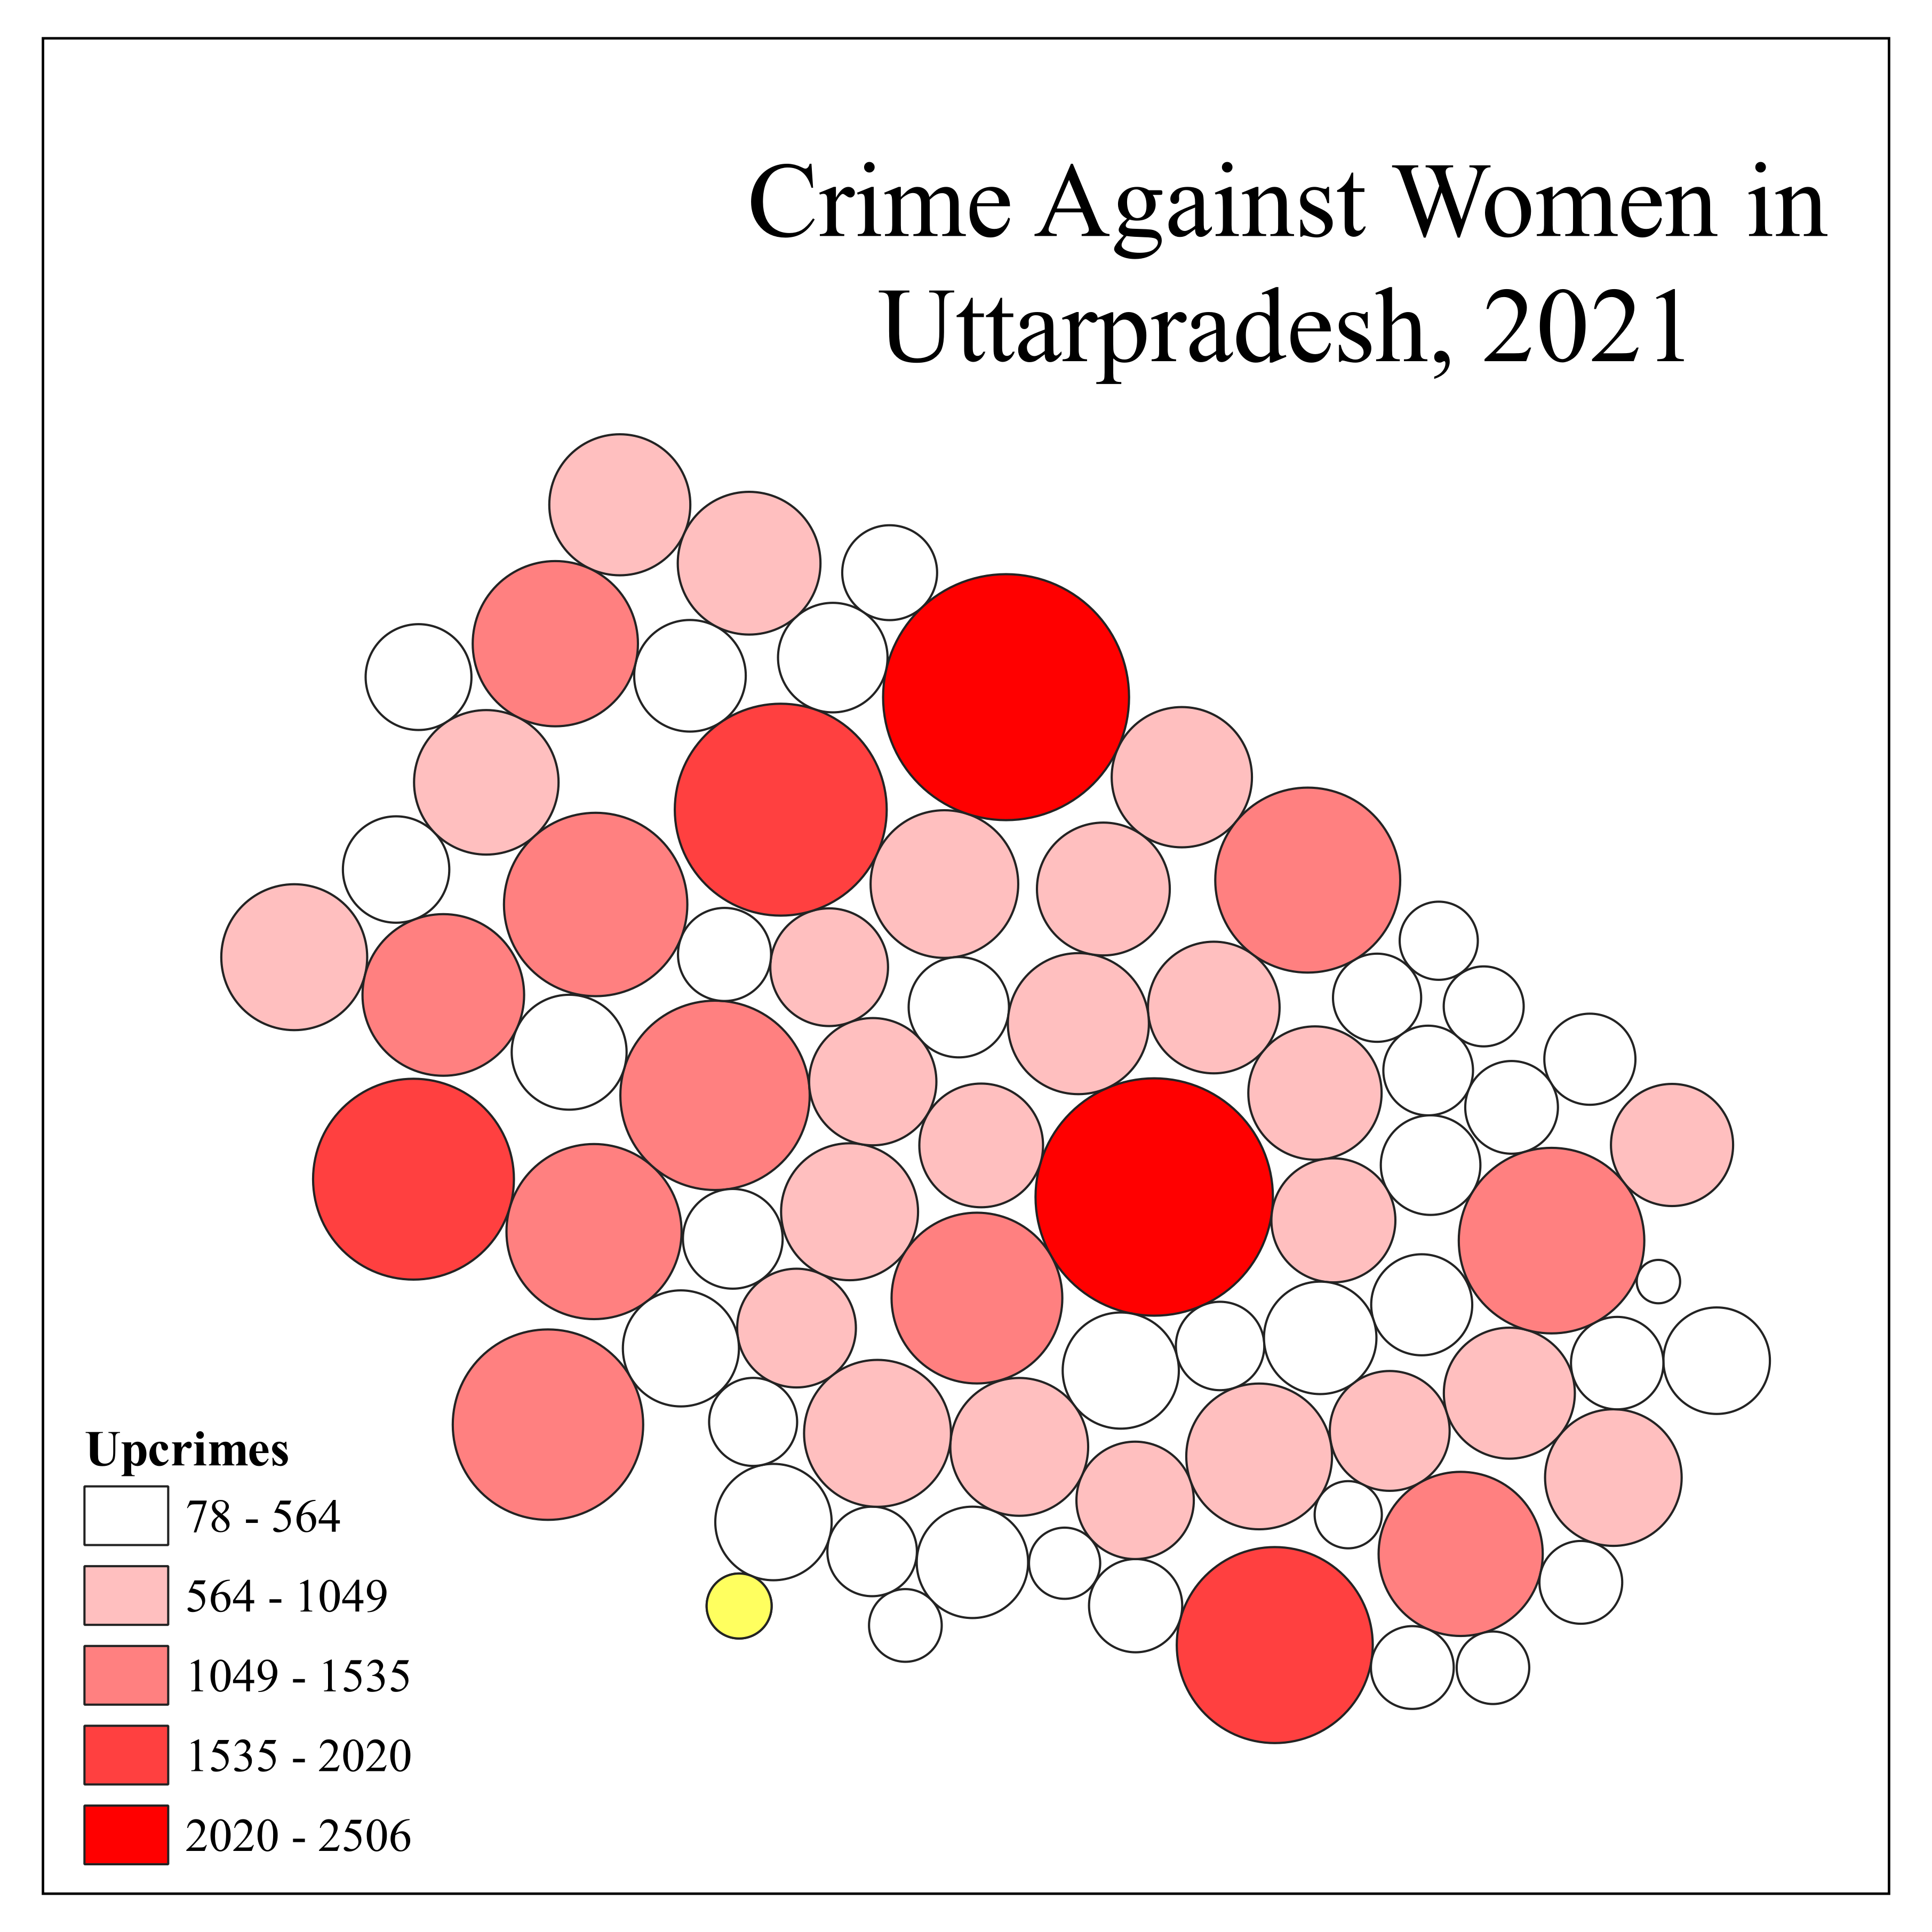 Crime Against Women in
Uttarpradesh, 2021
Upcrimes
78 - 564
564 - 1049
1049 - 1535
1535 - 2020
2020 - 2506